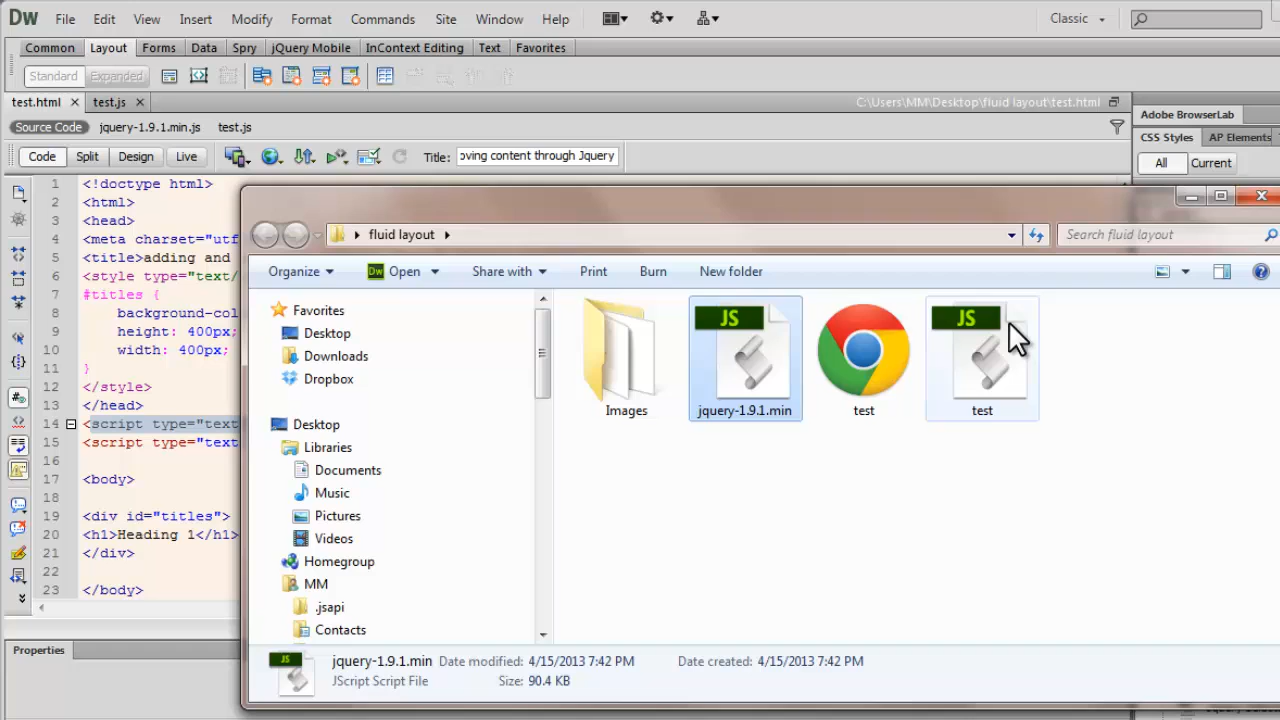 Dw File Edit View Insert Modify Format Commands Site Window Help Classic
Common Layout Forms Data Spry jQuery Mobile InContext Editing Text Favorites
Standard Expanded
test.html test.js C:\Users\MM\Desktop\fluid layout\test.html
Source Code jquery-1.9.1.min.js test.js
Code Split Design Live Title: oving content through Jquery
Adobe BrowserLab
CSS Styles AP Elements
All Current
1 <!doctype html>
2 <html>
3 <head>
4 <meta charset="utf
5 <title>adding and
6 <style type="text/
7 #titles {
8 background-col
9 height: 400px;
10 width: 400px;
11 }
12 </style>
13 </head>
14 <script type="text
15 <script type="text
16
17 <body>
18
19 <div id="titles">
20 <h1>Heading 1</h1>
21 </div>
22
23 </body>
Properties
fluid layout Search fluid layout
Organize Dw Open Share with Print Burn New folder
Favorites
Desktop
Downloads
Dropbox
Desktop
Libraries
Documents
Music
Pictures
Videos
Homegroup
MM
.jsapi
Contacts
JS JS
Images jquery-1.9.1.min test test
JS
jquery-1.9.1.min Date modified: 4/15/2013 7:42 PM Date created: 4/15/2013 7:42 PM
JScript Script File Size: 90.4 KB